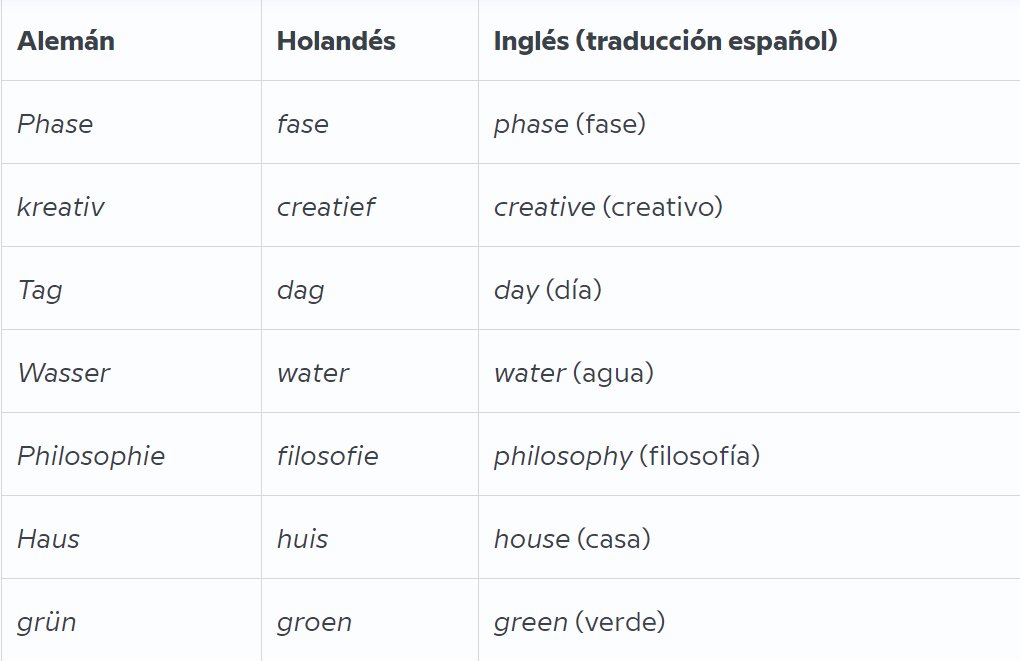 Alemán Holandés Inglés (traducción español)
Phase fase phase (fase)
kreativ creatief creative (creativo)
Tag dag day (día)
Wasser water water (agua)
Philosophie filosofie philosophy (filosofía)
Haus huis house (casa)
grün groen green (verde)